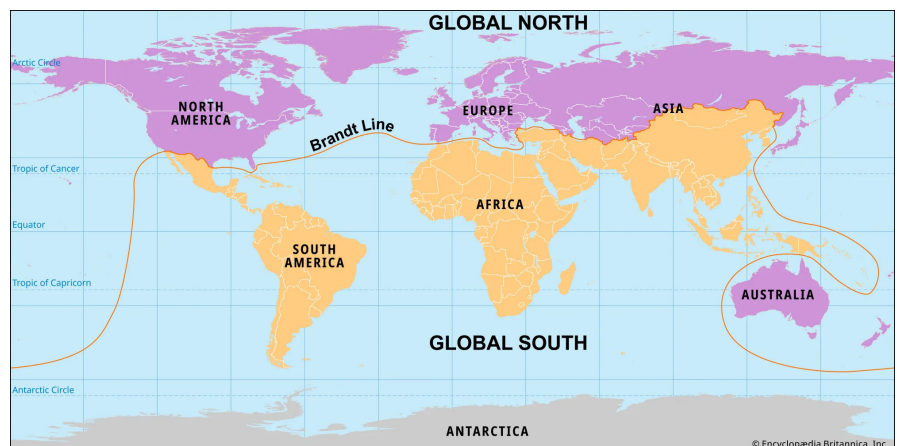 GLOBAL NORTH
Arctic Circle
NORTH
AMERICA
EUROPE
ASIA
Brandt Line
Tropic of Cancer
AFRICA
Equator
SOUTH
AMERICA
Tropic of Capricorn
AUSTRALIA
GLOBAL SOUTH
Antarctic Circle
ANTARCTICA
© Encyclopædia Britannica, Inc.